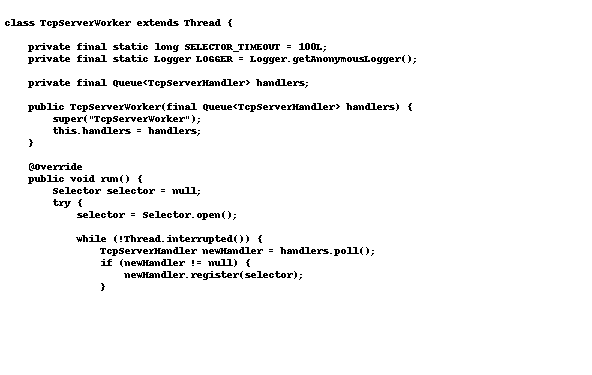 class TcpServerWorker extends Thread {
private final static long SELECTOR_TIMEOUT = 100L;
private final static Logger LOGGER = Logger.getAnonymousLogger();
private final Queue<TcpServerHandler> handlers;
public TcpServerWorker(final Queue<TcpServerHandler> handlers) {
super("TcpServerWorker");
this.handlers = handlers;
}
@Override
public void run() {
Selector selector = null;
try {
selector = Selector.open();
while (!Thread.interrupted()) {
TcpServerHandler newHandler = handlers.poll();
if (newHandler != null) {
newHandler.register(selector);
}